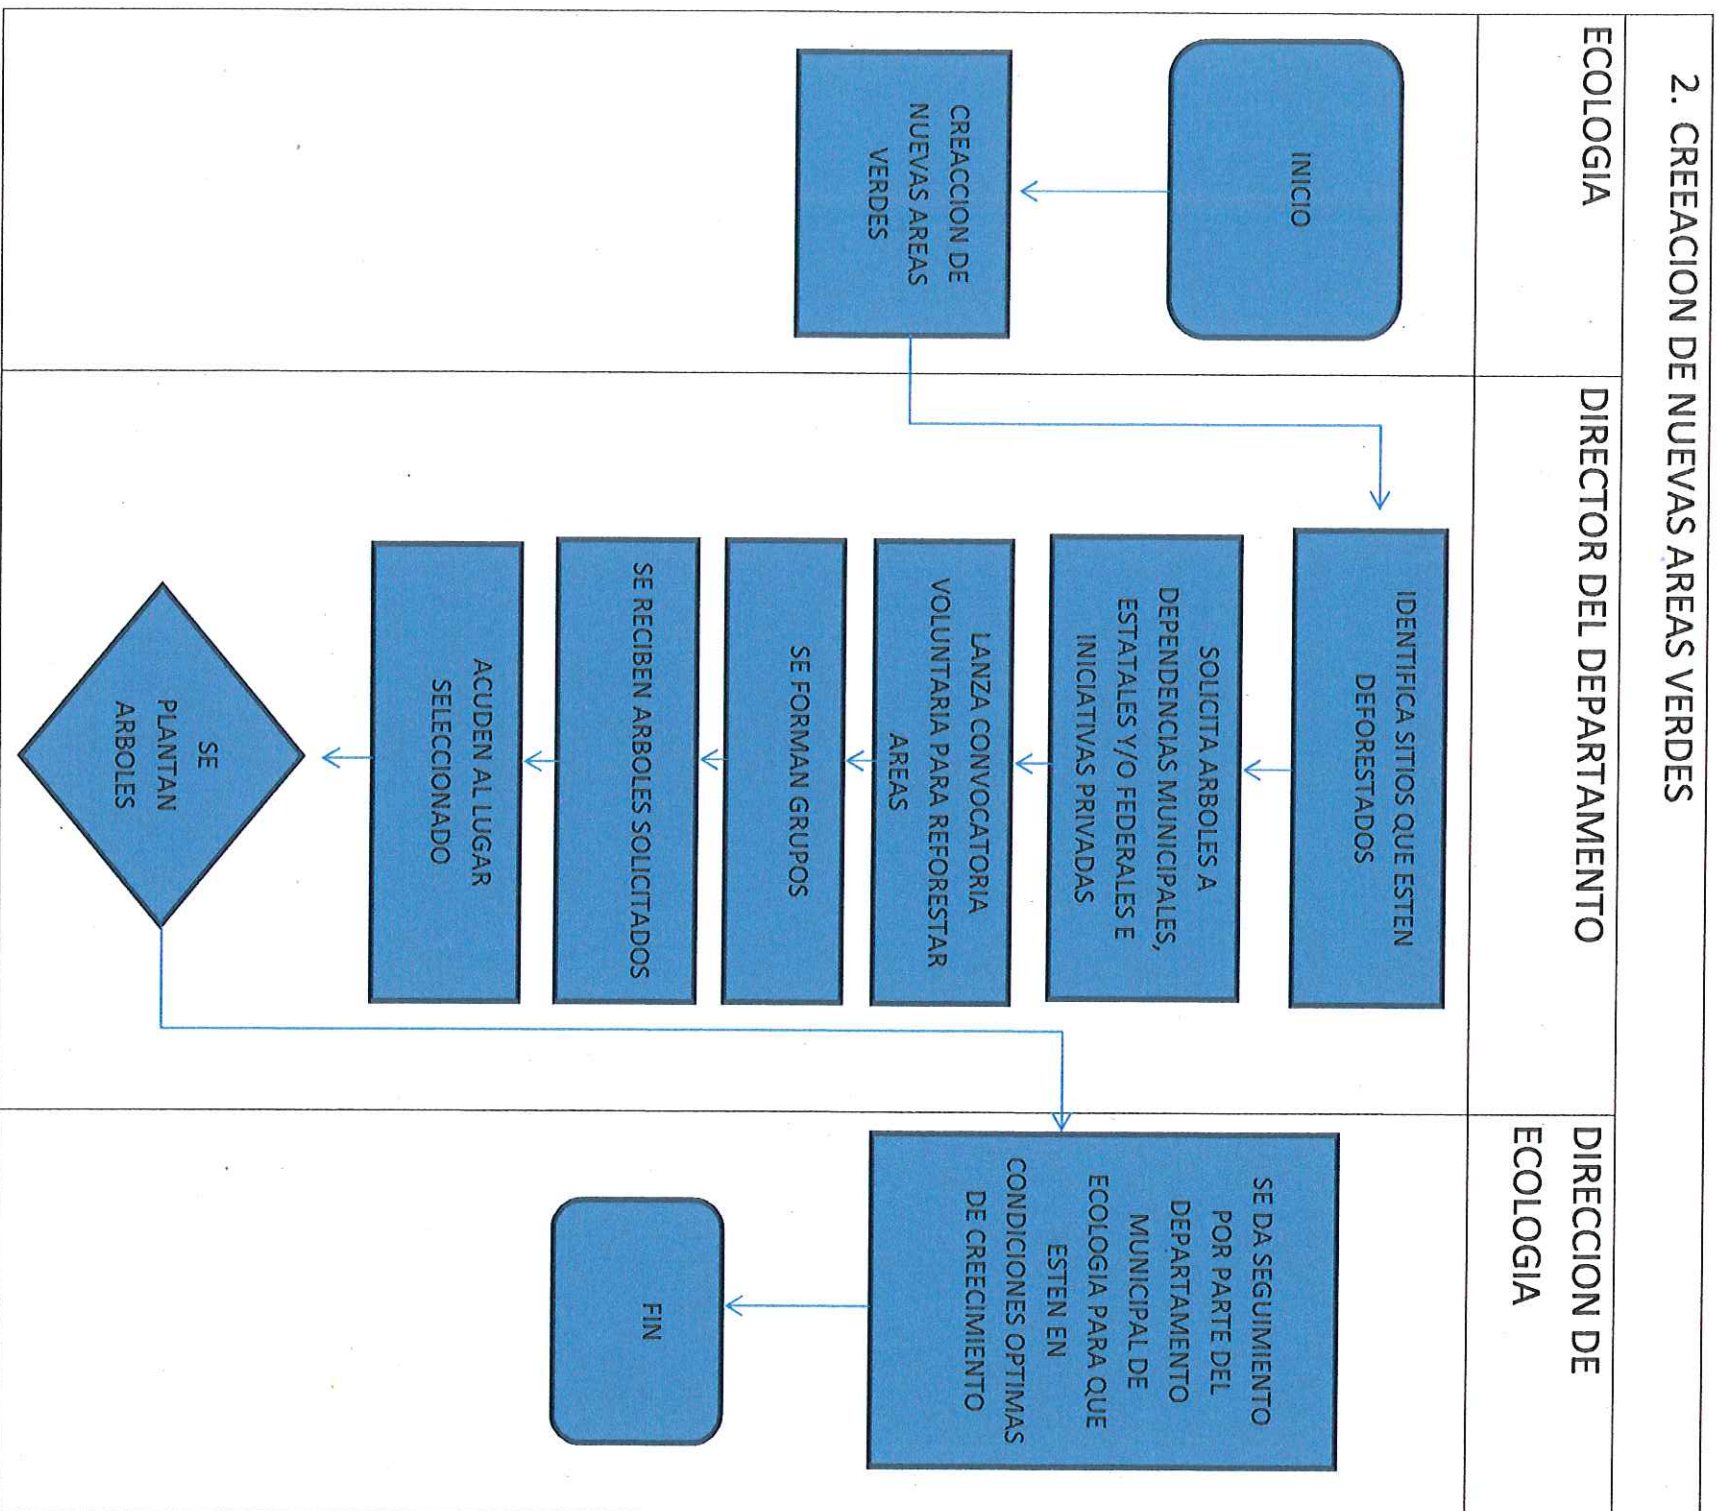 2. CREEACION DE NUEVAS AREAS VERDES
ECOLOGIA
DIRECTOR DEL DEPARTAMENTO
DIRECCION DE
ECOLOGIA
INICIO
CREACCION DE
NUEVAS AREAS
VERDES
IDENTIFICA SITIOS QUE ESTEN
DEFORESTADOS
SOLICITA ARBOLES A
DEPENDENCIAS MUNICIPALES,
ESTATALES Y/O FEDERALES E
INICIATIVAS PRIVADAS
LANZA CONVOCATORIA
VOLUNTARIA PARA REFORESTAR
AREAS
SE FORMAN GRUPOS
SE RECIBEN ARBOLES SOLICITADOS
ACUDEN AL LUGAR
SELECCIONADO
SE
PLANTAN
ARBOLES
SE DA SEGUIMIENTO
POR PARTE DEL
DEPARTAMENTO
MUNICIPAL DE
ECOLOGIA PARA QUE
ESTEN EN
CONDICIONES OPTIMAS
DE CREECIMIENTO
FIN